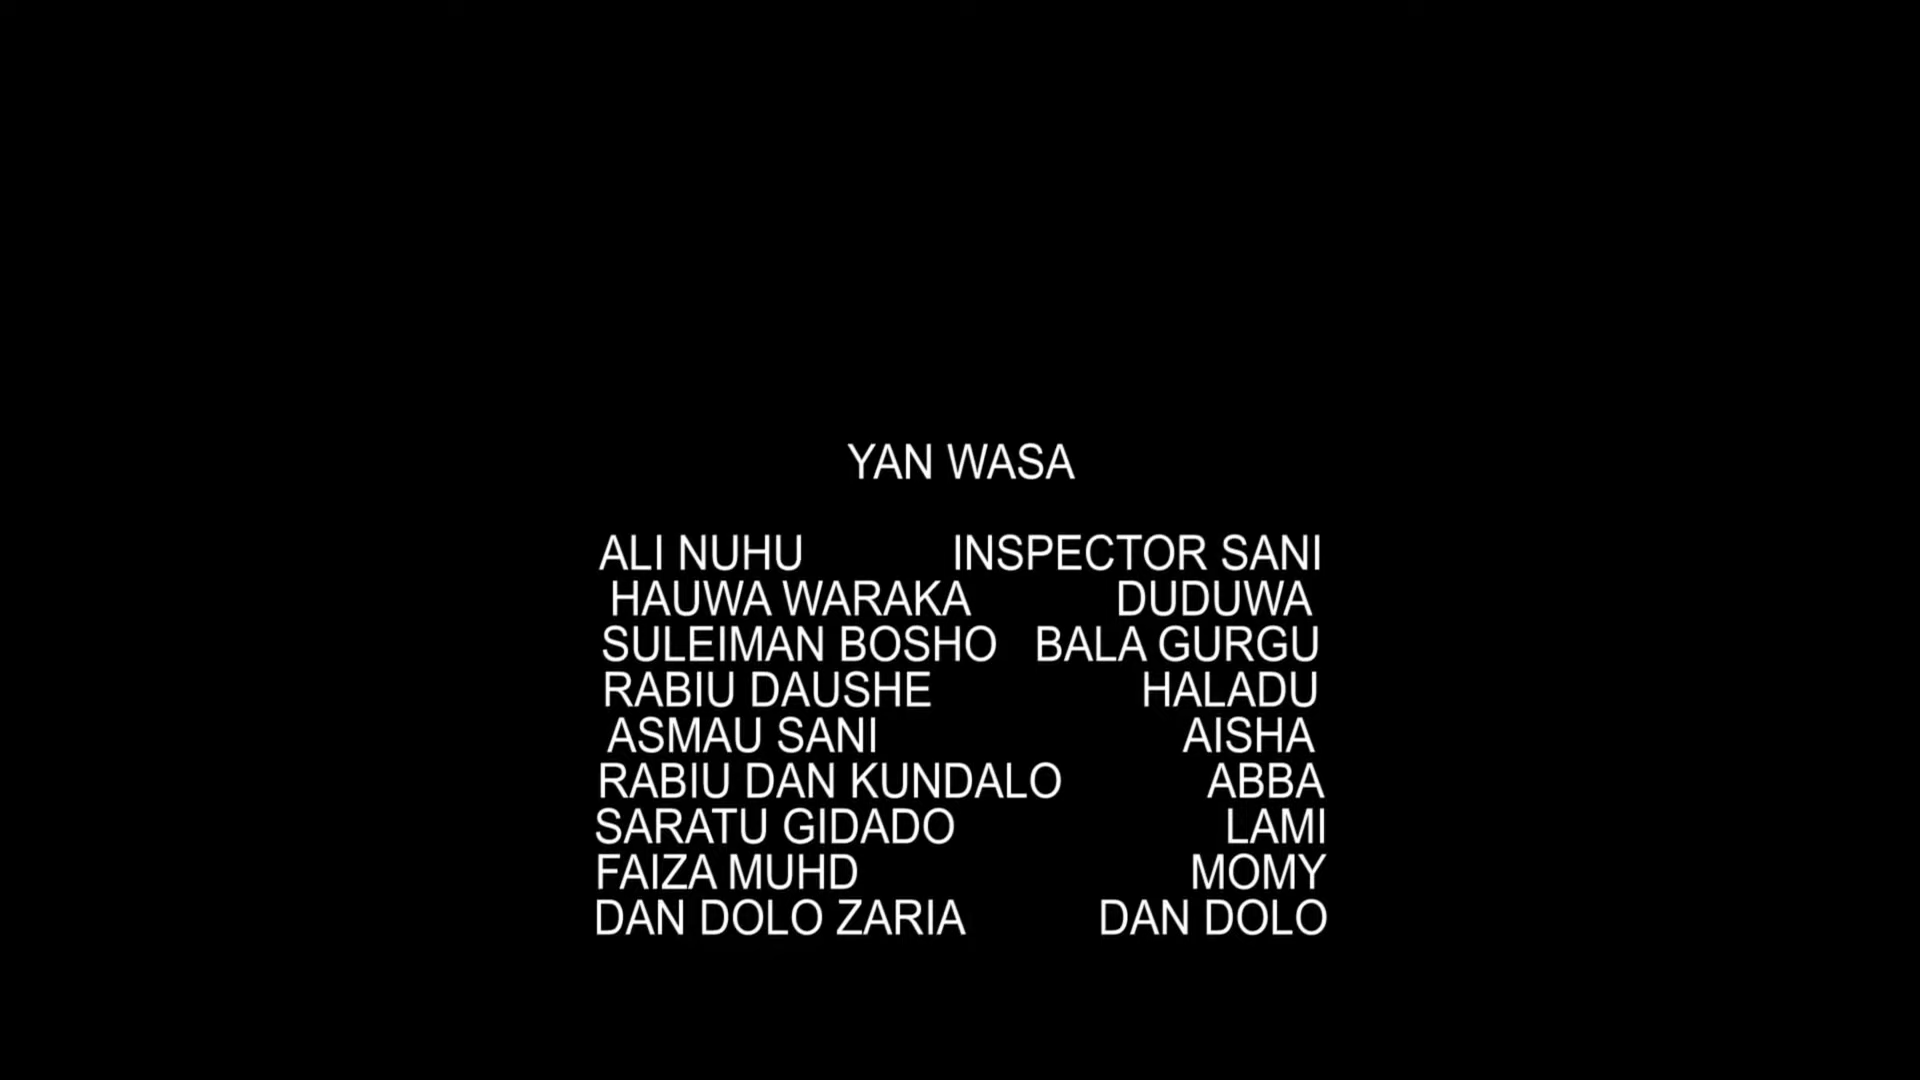 YAN WASA
ALI NUHU INSPECTOR SANI
HAUWA WARAKA DUDUWA
SULEIMAN BOSHO BALA GURGU
RABIU DAUSHE HALADU
ASMAU SANI AISHA
RABIU DAN KUNDALO ABBA
SARATU GIDADO LAMI
FAIZA MUHD MOMY
DAN DOLO ZARIA DAN DOLO